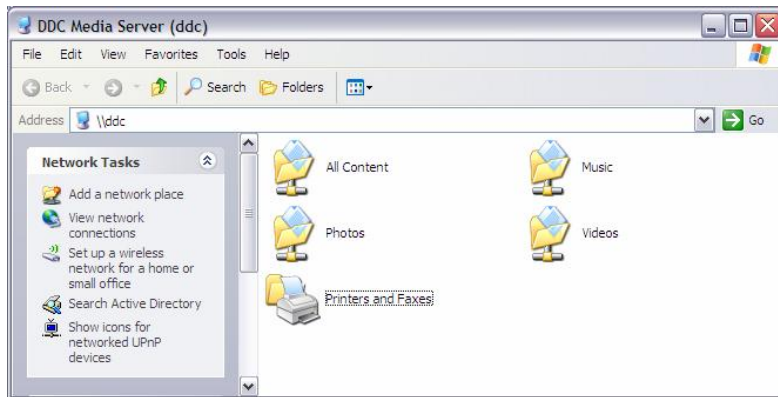 DDC Media Server (ddc)
File Edit View Favorites Tools Help
Back Search Folders
Address \\ddc Go
Network Tasks
Add a network place
View network
connections
Set up a wireless
network for a home or
small office
Search Active Directory
Show icons for
networked UPnP
devices
All Content Music
Photos Videos
Printers and Faxes